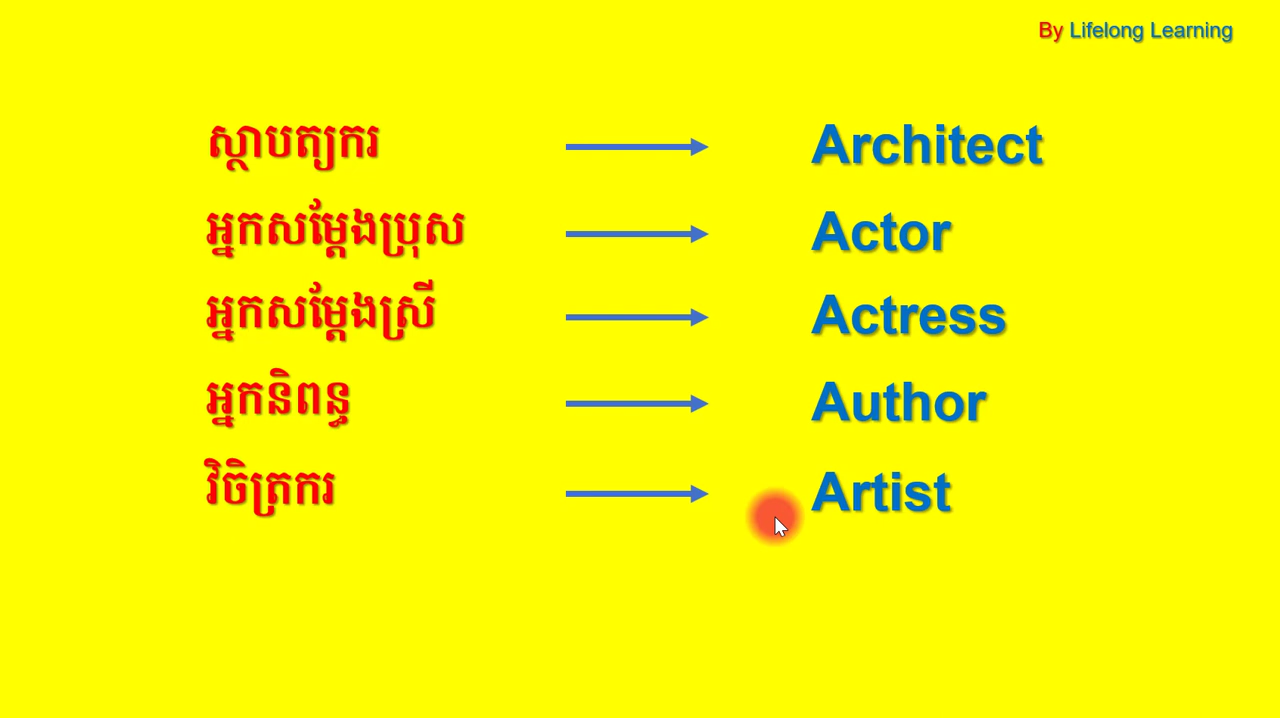 By Lifelong Learning
ស្ថាបត្យករ → Architect
អ្នកសម្ដែងប្រុស → Actor
អ្នកសម្ដែងស្រី → Actress
អ្នកនិពន្ធ → Author
វិចិត្រករ → Artist